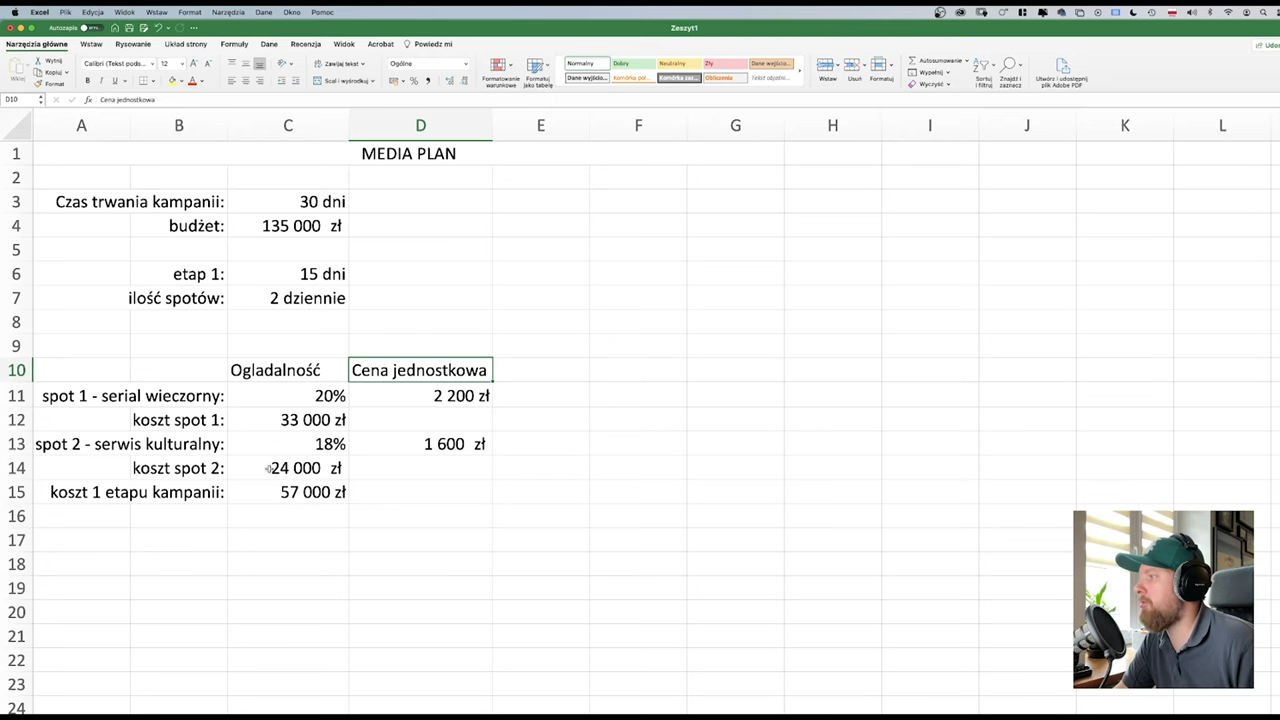 Excel Plik Edycja Widok Wstaw Format Narzędzia Dane Okno Pomoc
Autozapis Zeszyt1
Narzędzia główne Wstaw Rysowanie Układ strony Formuły Dane Recenzja Widok Acrobat Powiedz mi
Wklej Wytnij Kopiuj Format
Calibri (Tekst pods... 12
Zawijaj tekst
Scal i wyśrodkuj
Ogólne
Formatowanie warunkowe
Formatuj jako tabelę
Normalny Dobry Neutralny Zły Dane wejścio...
Dane wyjścio... Komórka poł... Komórka zaz... Obliczenia Tekst objaśni...
Wstaw Usuń Formatuj
Autosumowanie
Wypełnij
Wyczyść
Sortuj i filtruj
Znajdź i zaznacz
Utwórz i udostępnij plik Adobe PDF
D10 fx Cena jednostkowa
A B C D E F G H I J K L
1 MEDIA PLAN
2
3 Czas trwania kampanii: 30 dni
4 budżet: 135 000 zł
5
6 etap 1: 15 dni
7 ilość spotów: 2 dziennie
8
9
10 Ogladalność Cena jednostkowa
11 spot 1 - serial wieczorny: 20% 2 200 zł
12 koszt spot 1: 33 000 zł
13 spot 2 - serwis kulturalny: 18% 1 600 zł
14 koszt spot 2: 24 000 zł
15 koszt 1 etapu kampanii: 57 000 zł
16
17
18
19
20
21
22
23
24